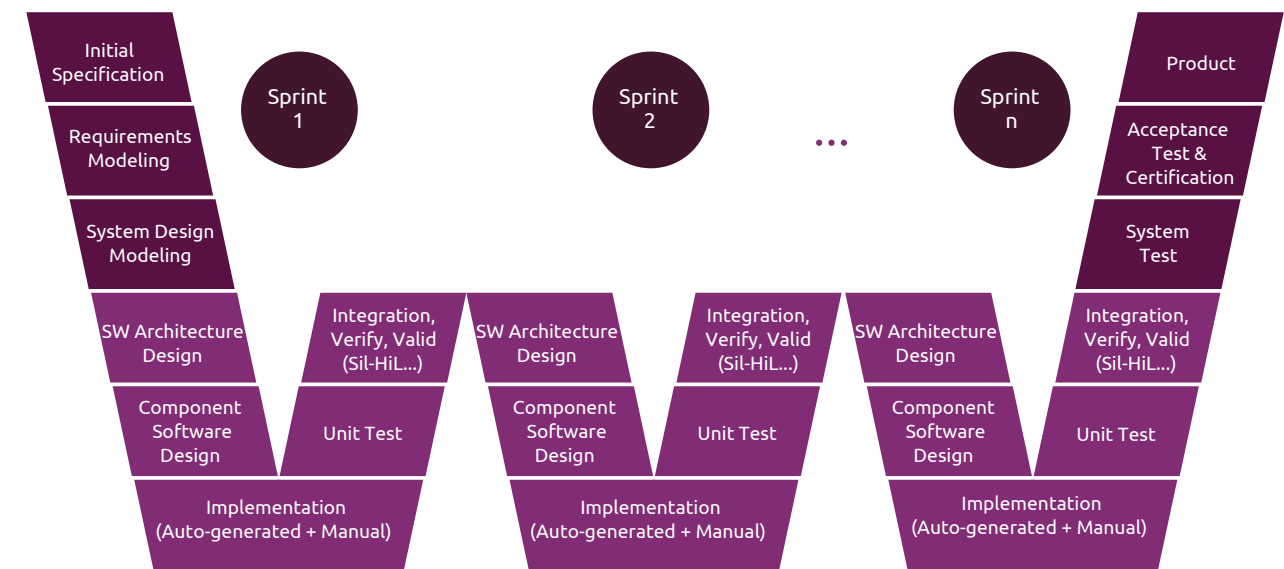 Initial
Specification
Requirements
Modeling
System Design
Modeling
SW Architecture
Design
Component
Software
Design
Implementation
(Auto-generated + Manual)
Sprint
1
Integration,
Verify, Valid
(Sil-HiL...)
Unit Test
Sprint
2
SW Architecture
Design
Component
Software
Design
Implementation
(Auto-generated + Manual)
Integration,
Verify, Valid
(Sil-HiL...)
Unit Test
...
Sprint
n
SW Architecture
Design
Component
Software
Design
Implementation
(Auto-generated + Manual)
Product
Acceptance
Test &
Certification
System
Test
Integration,
Verify, Valid
(Sil-HiL...)
Unit Test